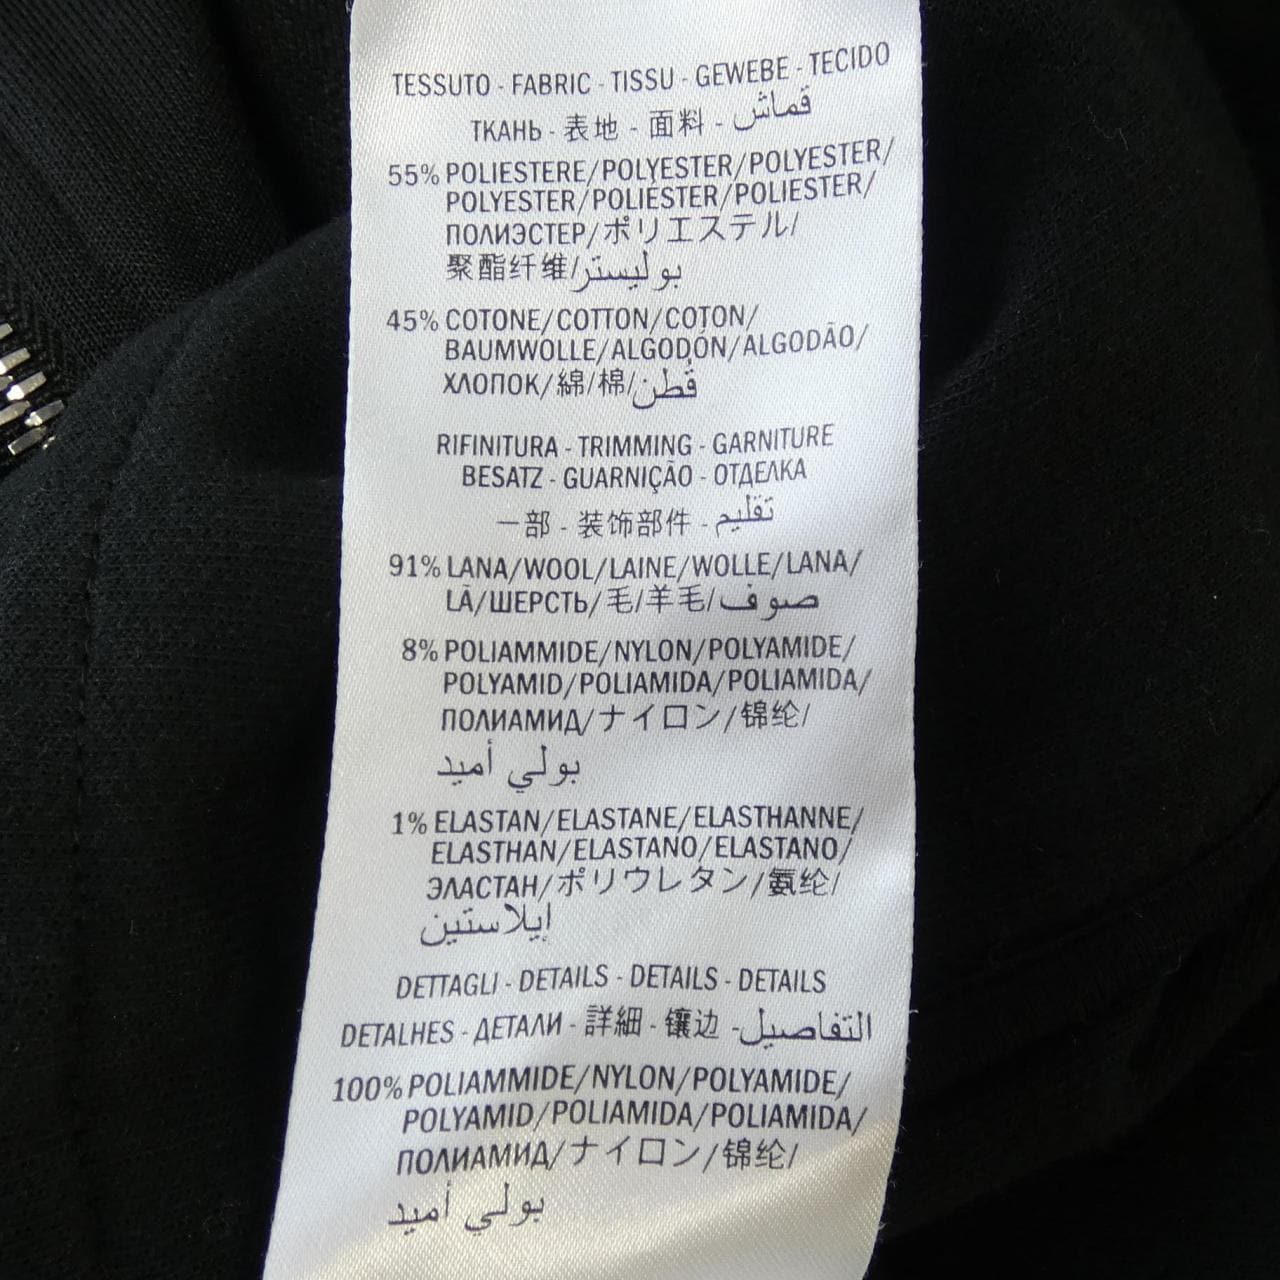 TESSUTO - FABRIC - TISSU - GEWEBE - TECIDO
ТКАНЬ - 表地 - 面料 - قماش
55% POLIESTERE/POLYESTER/POLYESTER/
POLYESTER/POLIÉSTER/POLIESTER/
ПОЛИЭСТЕР/ポリエステル/
聚酯纤维/بوليستر
45% COTONE/COTTON/COTON/
BAUMWOLLE/ALGODÓN/ALGODÃO/
ХЛОПОК/綿/棉/قُطن
RIFINITURA - TRIMMING - GARNITURE
BESATZ - GUARNIÇÃO - ОТДЕЛКА
一部 - 装饰部件 - تقليم
91% LANA/WOOL/LAINE/WOLLE/LANA/
LÃ/ШЕРСТЬ/毛/羊毛/صوف
8% POLIAMMIDE/NYLON/POLYAMIDE/
POLYAMID/POLIAMIDA/POLIAMIDA/
ПОЛИАМИД/ナイロン/锦纶/
بولي أميد
1% ELASTAN/ELASTANE/ELASTHANNE/
ELASTHAN/ELASTANO/ELASTANO/
ЭЛАСТАН/ポリウレタン/氨纶/
إيلاستين
DETTAGLI - DETAILS - DETAILS - DETAILS
DETALHES - ДЕТАЛИ - 詳細 - 镶边 - التفاصيل
100% POLIAMMIDE/NYLON/POLYAMIDE/
POLYAMID/POLIAMIDA/POLIAMIDA/
ПОЛИАМИД/ナイロン/锦纶/
بولي أميد